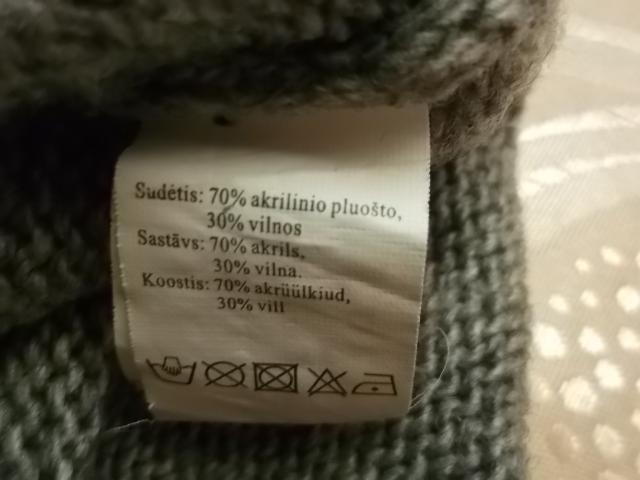 Sudėtis: 70% akrilinio pluošto,
30% vilnos
Sastāvs: 70% akrils,
30% vilna.
Koostis: 70% akrüülkiud,
30% vill